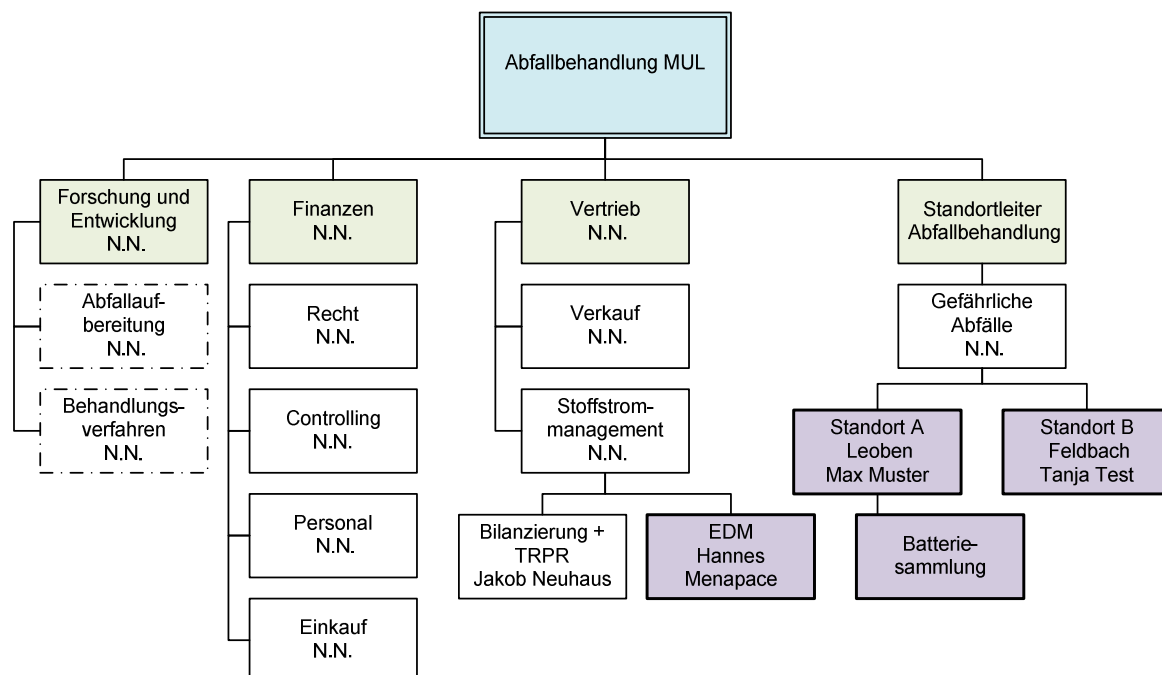 Abfallbehandlung MUL
Forschung und
Entwicklung
N.N.
Finanzen
N.N.
Vertrieb
N.N.
Standortleiter
Abfallbehandlung
Abfallauf-
bereitung
N.N.
Recht
N.N.
Verkauf
N.N.
Gefährliche
Abfälle
N.N.
Behandlungs-
verfahren
N.N.
Controlling
N.N.
Stoffstrom-
management
N.N.
Standort A
Leoben
Max Muster
Standort B
Feldbach
Tanja Test
Personal
N.N.
Bilanzierung +
TRPR
Jakob Neuhaus
EDM
Hannes
Menapace
Batterie-
sammlung
Einkauf
N.N.